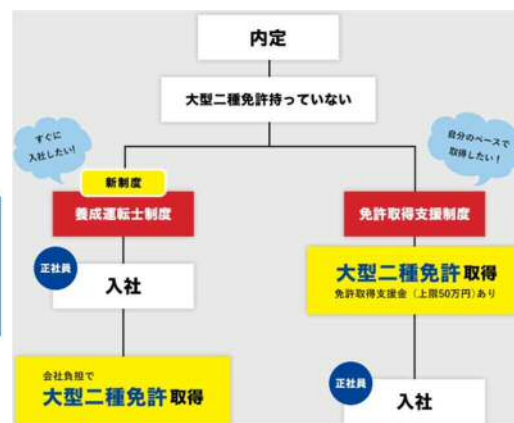 内定
大型二種免許持っていない
すぐに
入社したい!
自分のペースで
取得したい!
新制度
養成運転士制度
免許取得支援制度
正社員
入社
大型二種免許取得
免許取得支援金(上限50万円)あり
会社負担で
大型二種免許取得
正社員
入社